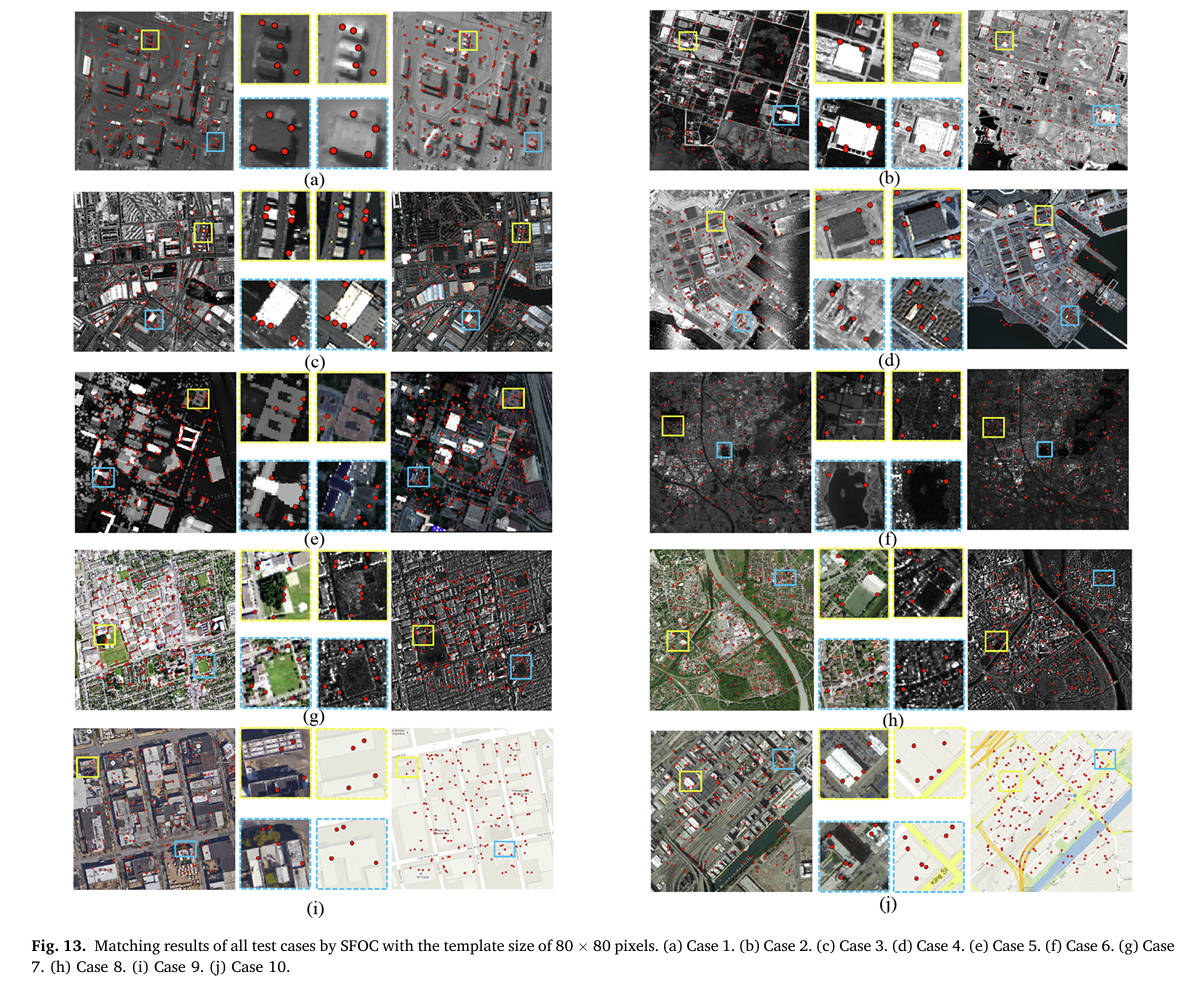 (a)
(b)
(c)
(d)
(e)
(f)
(g)
(h)
King St
(i)
(j)
Fig. 13. Matching results of all test cases by SFOC with the template size of 80 × 80 pixels. (a) Case 1. (b) Case 2. (c) Case 3. (d) Case 4. (e) Case 5. (f) Case 6. (g) Case
7. (h) Case 8. (i) Case 9. (j) Case 10.